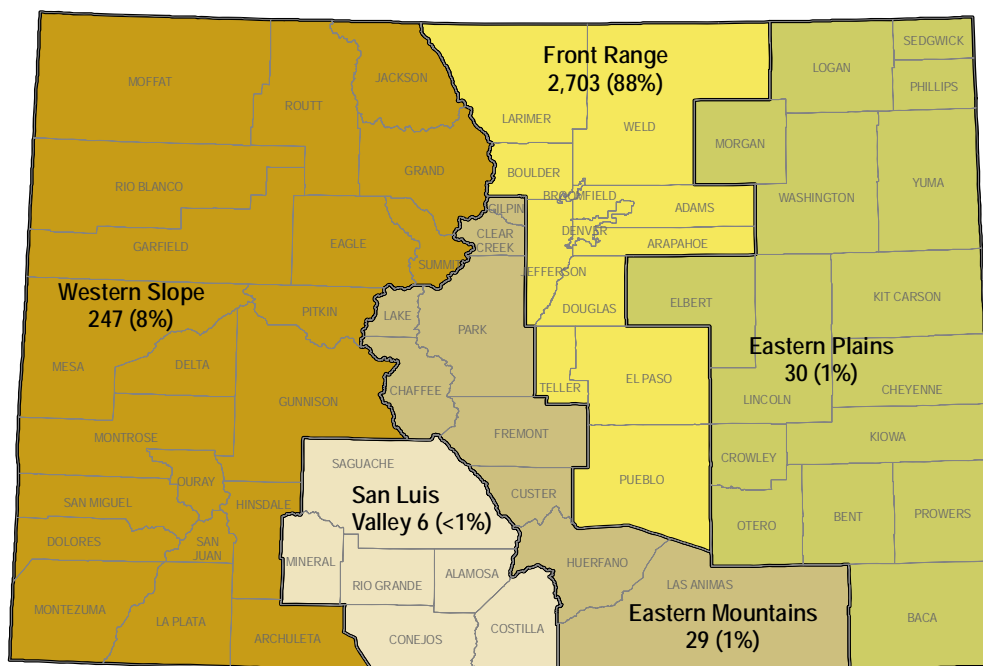 Front Range
2,703 (88%)
SEDGWICK
LOGAN
PHILLIPS
MOFFAT
JACKSON
ROUTT
LARIMER
WELD
MORGAN
BOULDER
GRAND
RIO BLANCO
BROOMFIELD
WASHINGTON
YUMA
GILPIN
ADAMS
CLEAR
CREEK
DENVER
ARAPAHOE
GARFIELD
EAGLE
SUMMIT
JEFFERSON
Western Slope
247 (8%)
PITKIN
LAKE
PARK
DOUGLAS
ELBERT
KIT CARSON
Eastern Plains
30 (1%)
MESA
DELTA
CHAFFEE
TELLER
EL PASO
CHEYENNE
LINCOLN
GUNNISON
MONTROSE
FREMONT
KIOWA
CROWLEY
SAGUACHE
OURAY
PUEBLO
SAN MIGUEL
HINSDALE
San Luis
Valley 6 (<1%)
CUSTER
OTERO
BENT
PROWERS
DOLORES
SAN
JUAN
MINERAL
RIO GRANDE
ALAMOSA
HUERFANO
LAS ANIMAS
MONTEZUMA
LA PLATA
ARCHULETA
CONEJOS
COSTILLA
Eastern Mountains
29 (1%)
BACA